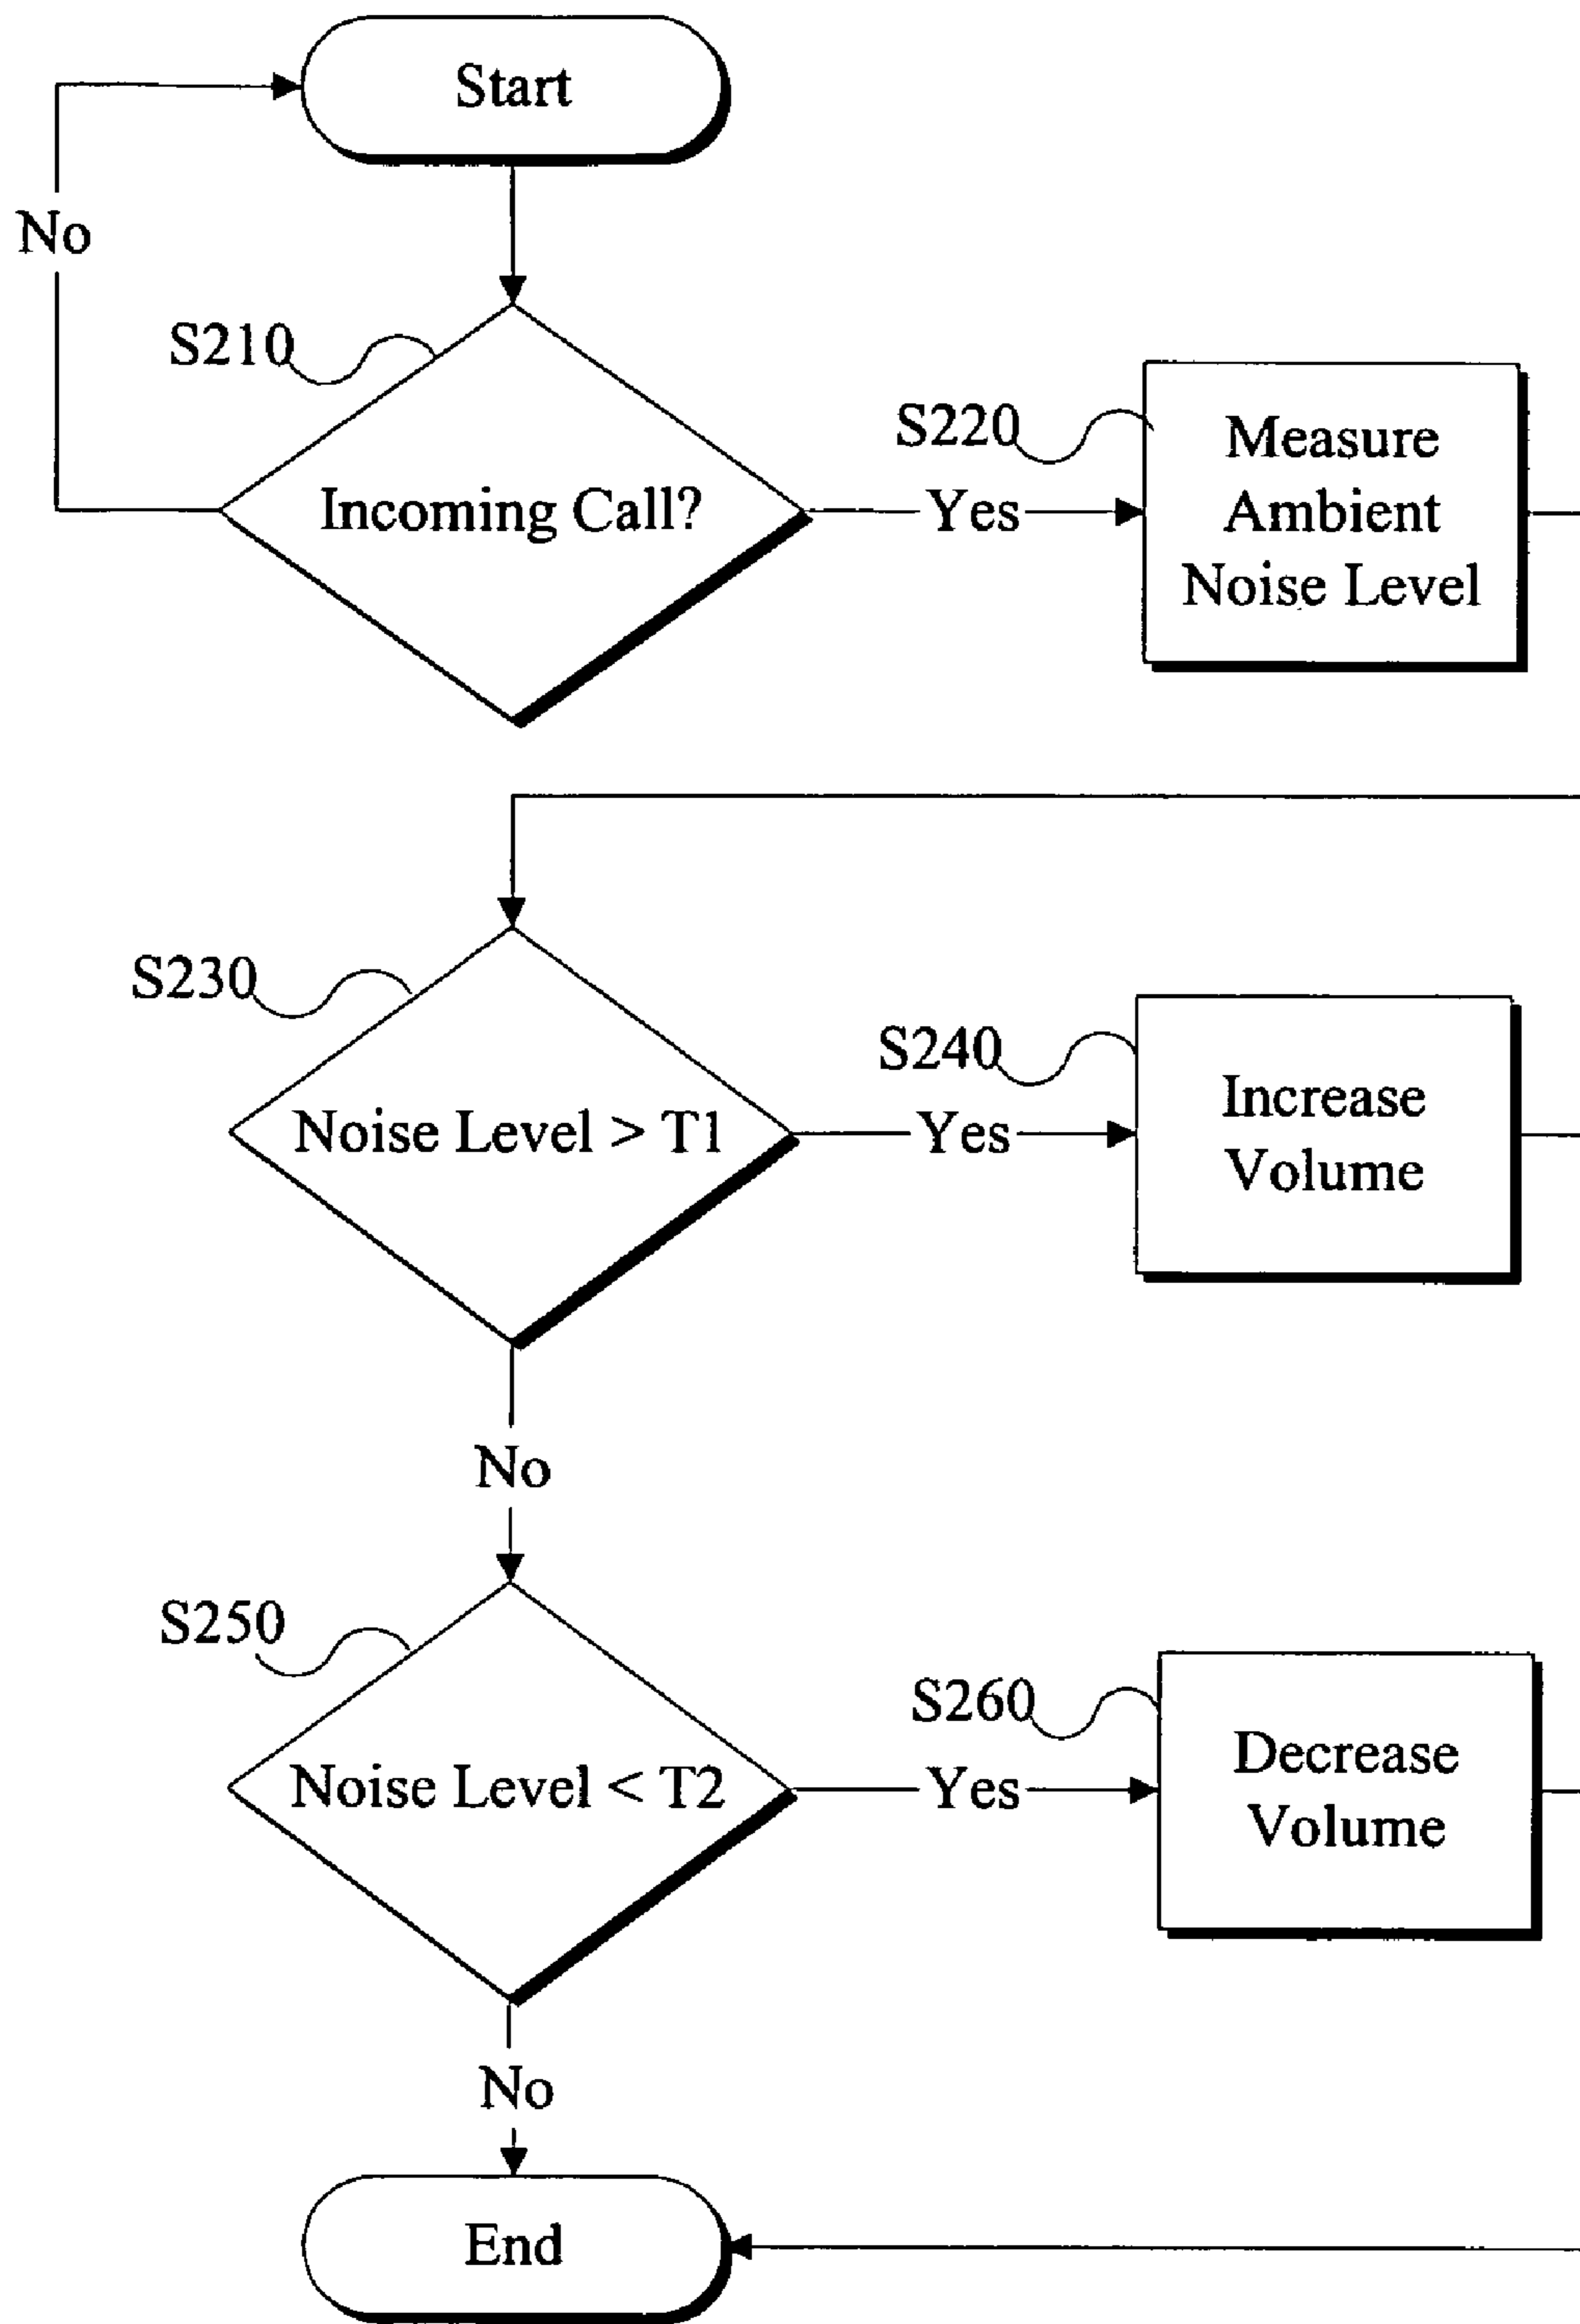 Start
No
S210
Incoming Call?
Yes
S220
Measure
Ambient
Noise Level
S230
Noise Level > T1
Yes
S240
Increase
Volume
No
S250
Noise Level < T2
Yes
S260
Decrease
Volume
No
End